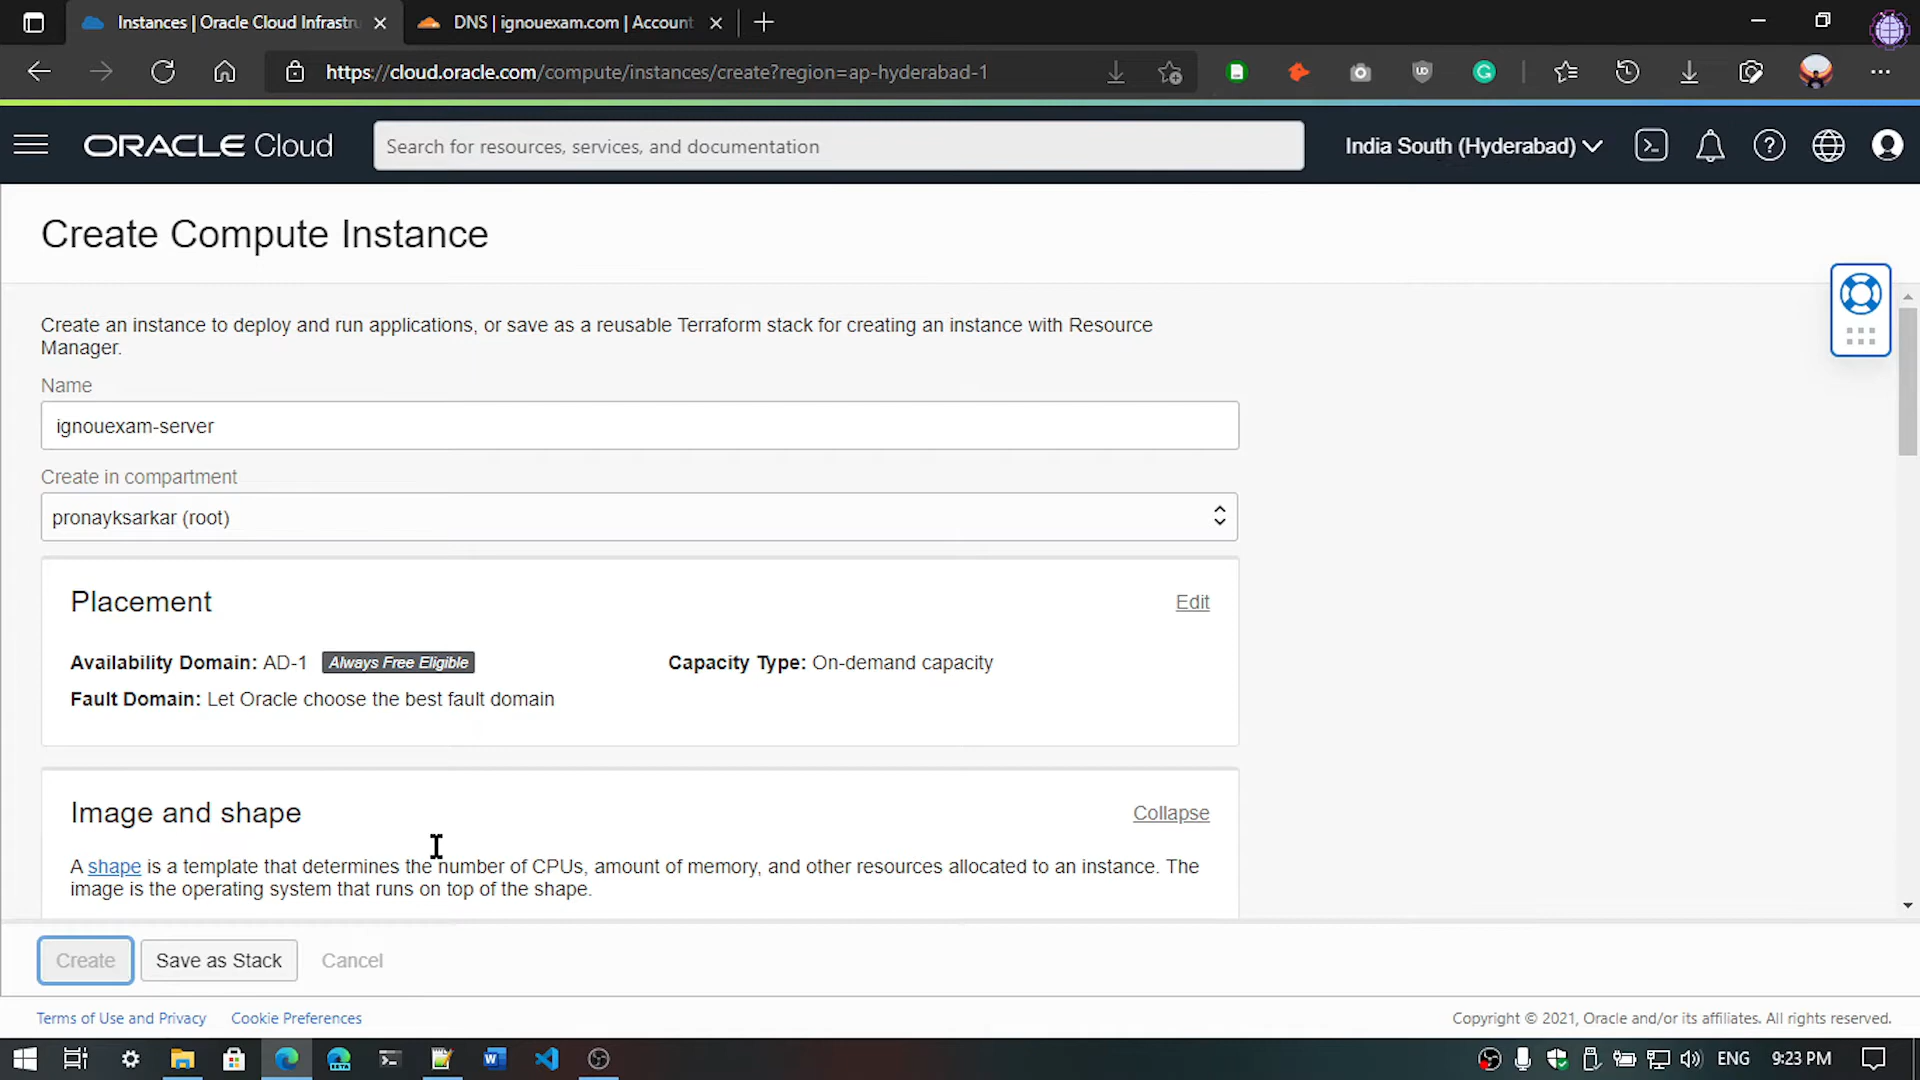 Instances | Oracle Cloud Infrastru
DNS | ignouexam.com | Account
https://cloud.oracle.com/compute/instances/create?region=ap-hyderabad-1
ORACLE Cloud
Search for resources, services, and documentation
India South (Hyderabad)
Create Compute Instance
Create an instance to deploy and run applications, or save as a reusable Terraform stack for creating an instance with Resource
Manager.
Name
ignouexam-server
Create in compartment
pronayksarkar (root)
Placement
Edit
Availability Domain: AD-1 Always Free Eligible
Capacity Type: On-demand capacity
Fault Domain: Let Oracle choose the best fault domain
Image and shape
Collapse
A shape is a template that determines the number of CPUs, amount of memory, and other resources allocated to an instance. The
image is the operating system that runs on top of the shape.
Create
Save as Stack
Cancel
Terms of Use and Privacy
Cookie Preferences
Copyright © 2021, Oracle and/or its affiliates. All rights reserved.
ENG
9:23 PM